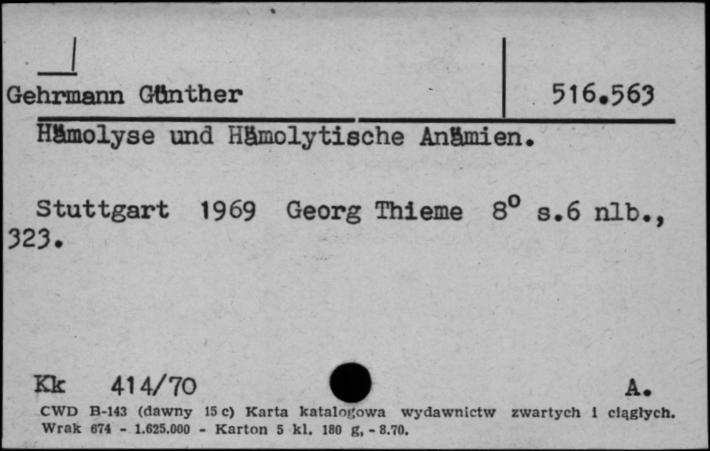 Gehrmann Günther 516.563
Hämolyse und Hämolytische Anämien.
Stuttgart 1969 Georg Thieme 8° s.6 nlb.,
323.
Kk 414/70 A.
CWD B-143 (dawny 15 c) Karta katalogowa wydawnictw zwartych i ciągłych.
Wrak 674 - 1.625.000 - Karton 5 kl. 180 g. - 8.70.